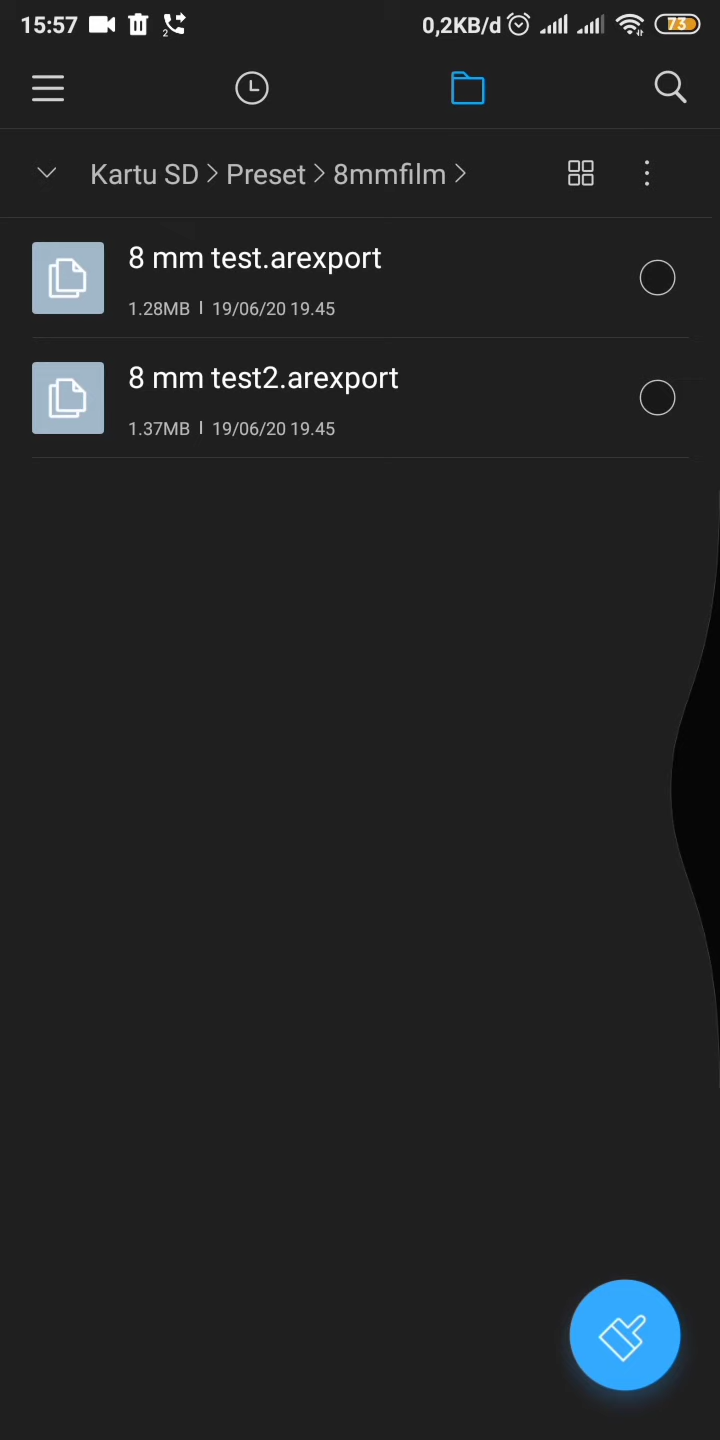 15:57 2 0,2KB/d 73
Kartu SD > Preset > 8mmfilm >
8 mm test.arexport
1.28MB | 19/06/20 19.45
8 mm test2.arexport
1.37MB | 19/06/20 19.45